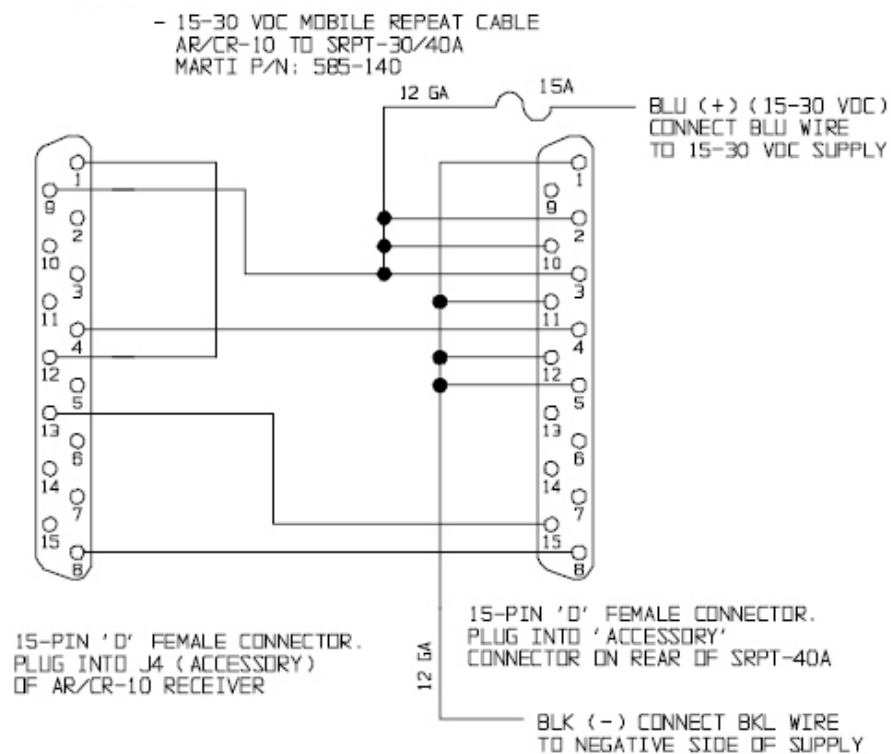 - 15-30 VDC MOBILE REPEAT CABLE
AR/CR-10 TO SRPT-30/40A
MARTI P/N: 585-140
12 GA
15A
BLU (+) (15-30 VDC)
CONNECT BLU WIRE
TO 15-30 VDC SUPPLY
1
9
2
10
3
11
4
12
5
13
6
14
7
15
8
1
9
2
10
3
11
4
12
5
13
6
14
7
15
8
15-PIN 'D' FEMALE CONNECTOR.
PLUG INTO J4 (ACCESSORY)
OF AR/CR-10 RECEIVER
12 GA
15-PIN 'D' FEMALE CONNECTOR.
PLUG INTO 'ACCESSORY'
CONNECTOR ON REAR OF SRPT-40A
BLK (-) CONNECT BKL WIRE
TO NEGATIVE SIDE OF SUPPLY